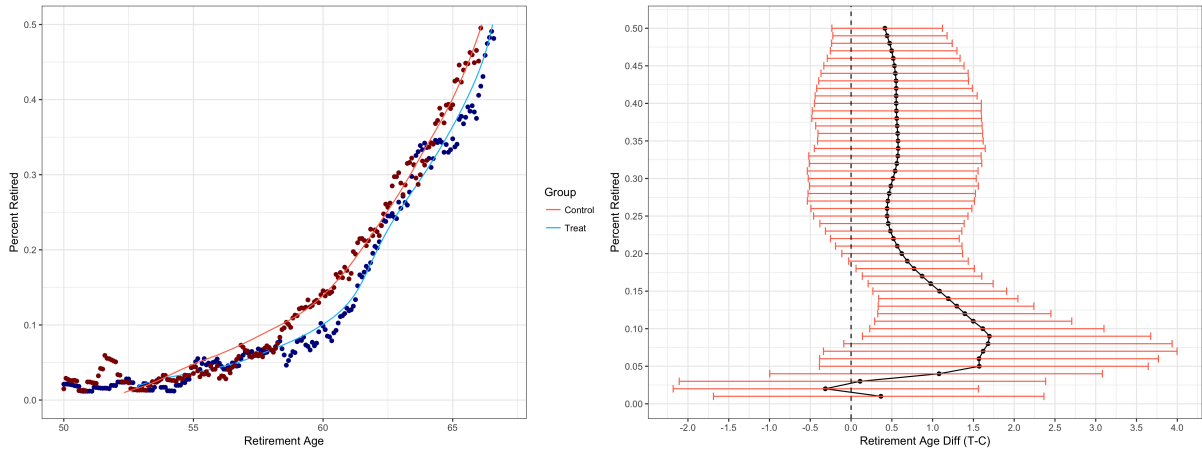 0.5
0.4
0.3
0.2
0.1
0.0
Percent Retired
50
55
60
65
Retirement Age
Group
Control
Treat
0.50
0.45
0.40
0.35
0.30
0.25
0.20
0.15
0.10
0.05
0.00
Percent Retired
-2.0 -1.5 -1.0 -0.5 0.0 0.5 1.0 1.5 2.0 2.5 3.0 3.5 4.0
Retirement Age Diff (T-C)